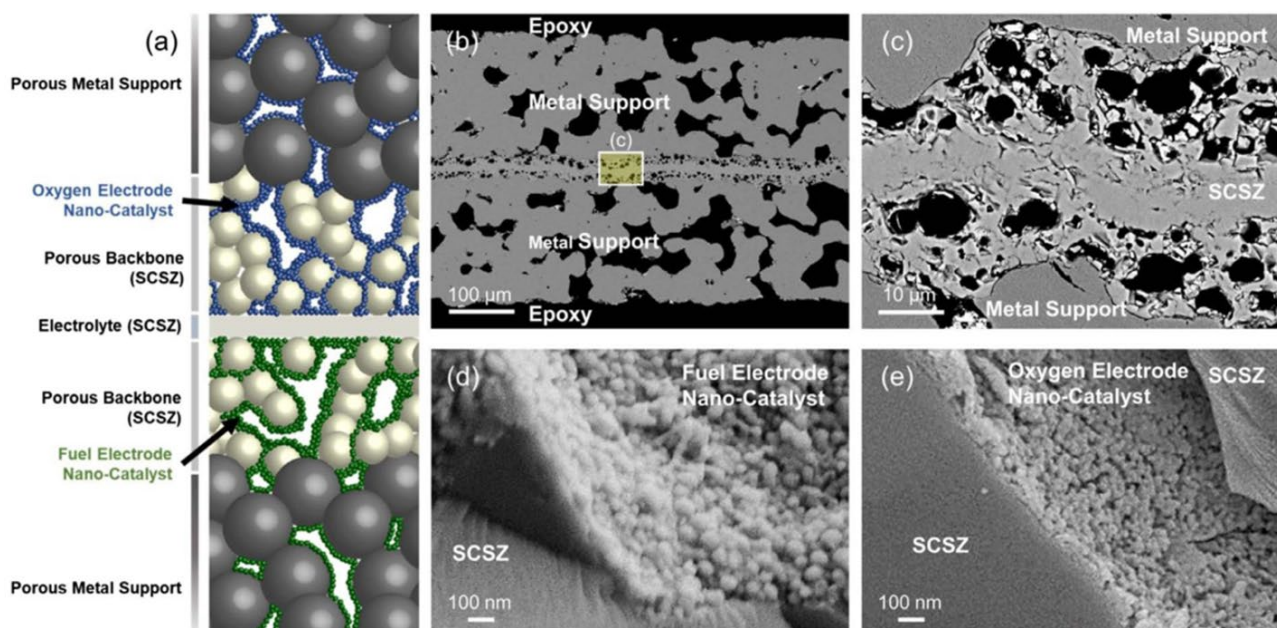 (a)
Porous Metal Support
Oxygen Electrode
Nano-Catalyst
Porous Backbone
(SCSZ)
Electrolyte (SCSZ)
Porous Backbone
(SCSZ)
Fuel Electrode
Nano-Catalyst
Porous Metal Support
(b)
Epoxy
Metal Support
(c)
Metal Support
100 µm
Epoxy
(c)
Metal Support
SCSZ
10 µm
Metal Support
(d)
Fuel Electrode
Nano-Catalyst
SCSZ
100 nm
(e)
Oxygen Electrode
Nano-Catalyst
SCSZ
SCSZ
100 nm